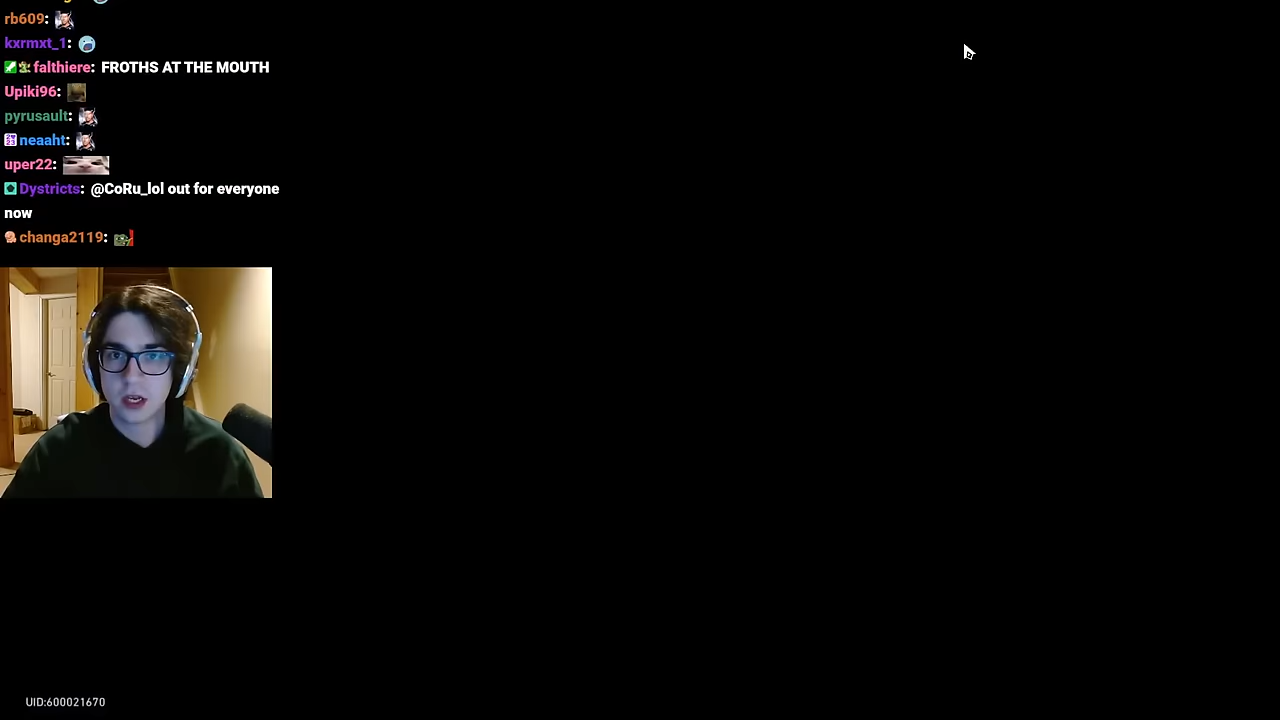 rb609:
kxrmxt_1:
falthiere: FROTHS AT THE MOUTH
Upiki96:
pyrusault:
neaaht:
uper22:
Dystricts: @CoRu_lol out for everyone
now
changa2119:
UID:600021670